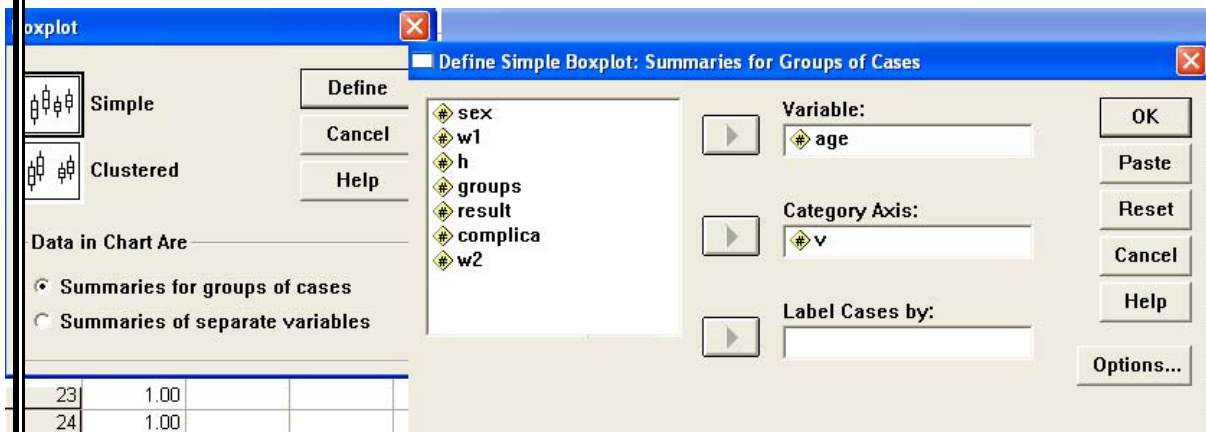 oxplot
Simple
Clustered
Define
Cancel
Help
Data in Chart Are
Summaries for groups of cases
Summaries of separate variables
23 1.00
24 1.00
Define Simple Boxplot: Summaries for Groups of Cases
# sex
# w1
# h
# groups
# result
# complica
# w2
Variable:
# age
Category Axis:
# v
Label Cases by:
OK
Paste
Reset
Cancel
Help
Options...